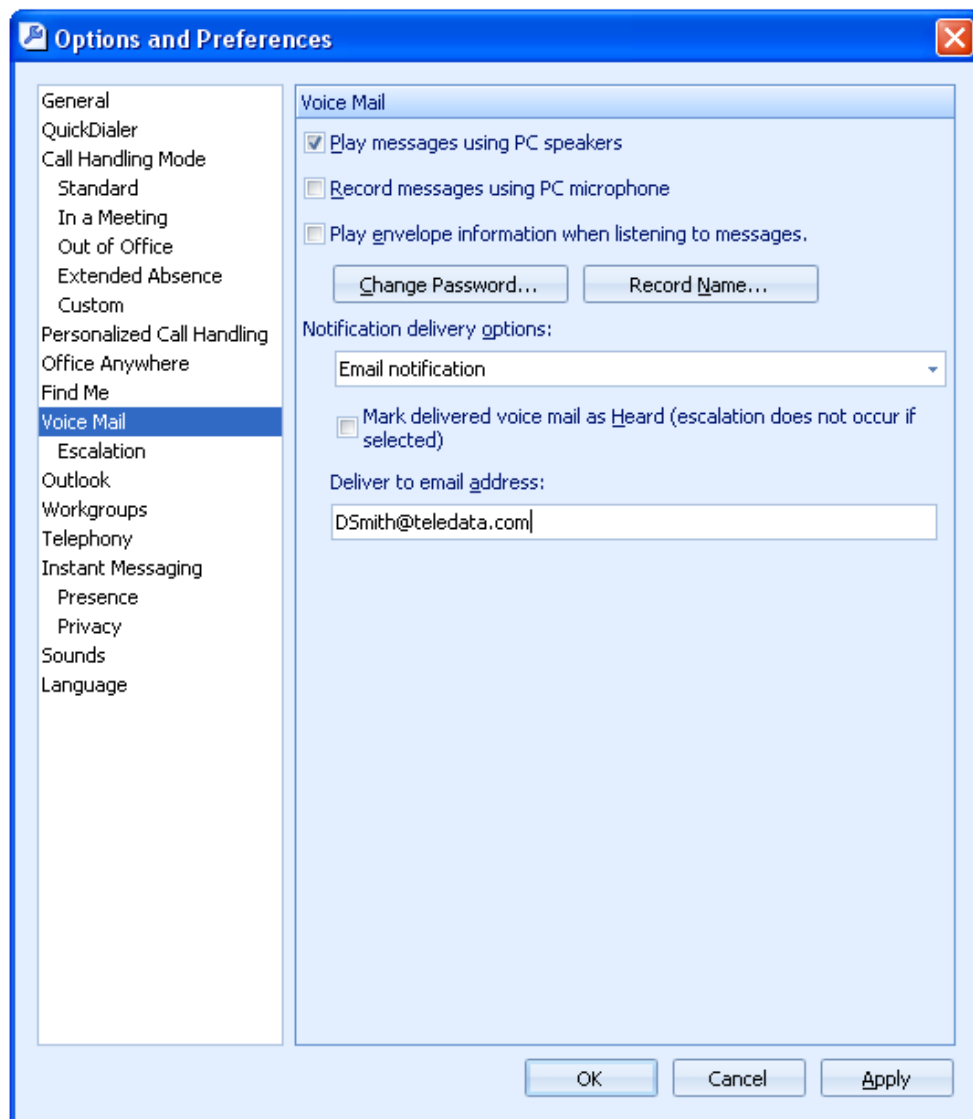 Options and Preferences
General
QuickDialer
Call Handling Mode
Standard
In a Meeting
Out of Office
Extended Absence
Custom
Personalized Call Handling
Office Anywhere
Find Me
Voice Mail
Escalation
Outlook
Workgroups
Telephony
Instant Messaging
Presence
Privacy
Sounds
Language
Voice Mail
Play messages using PC speakers
Record messages using PC microphone
Play envelope information when listening to messages.
Change Password... Record Name...
Notification delivery options:
Email notification
Mark delivered voice mail as Heard (escalation does not occur if
selected)
Deliver to email address:
DSmith@teledata.com
OK Cancel Apply